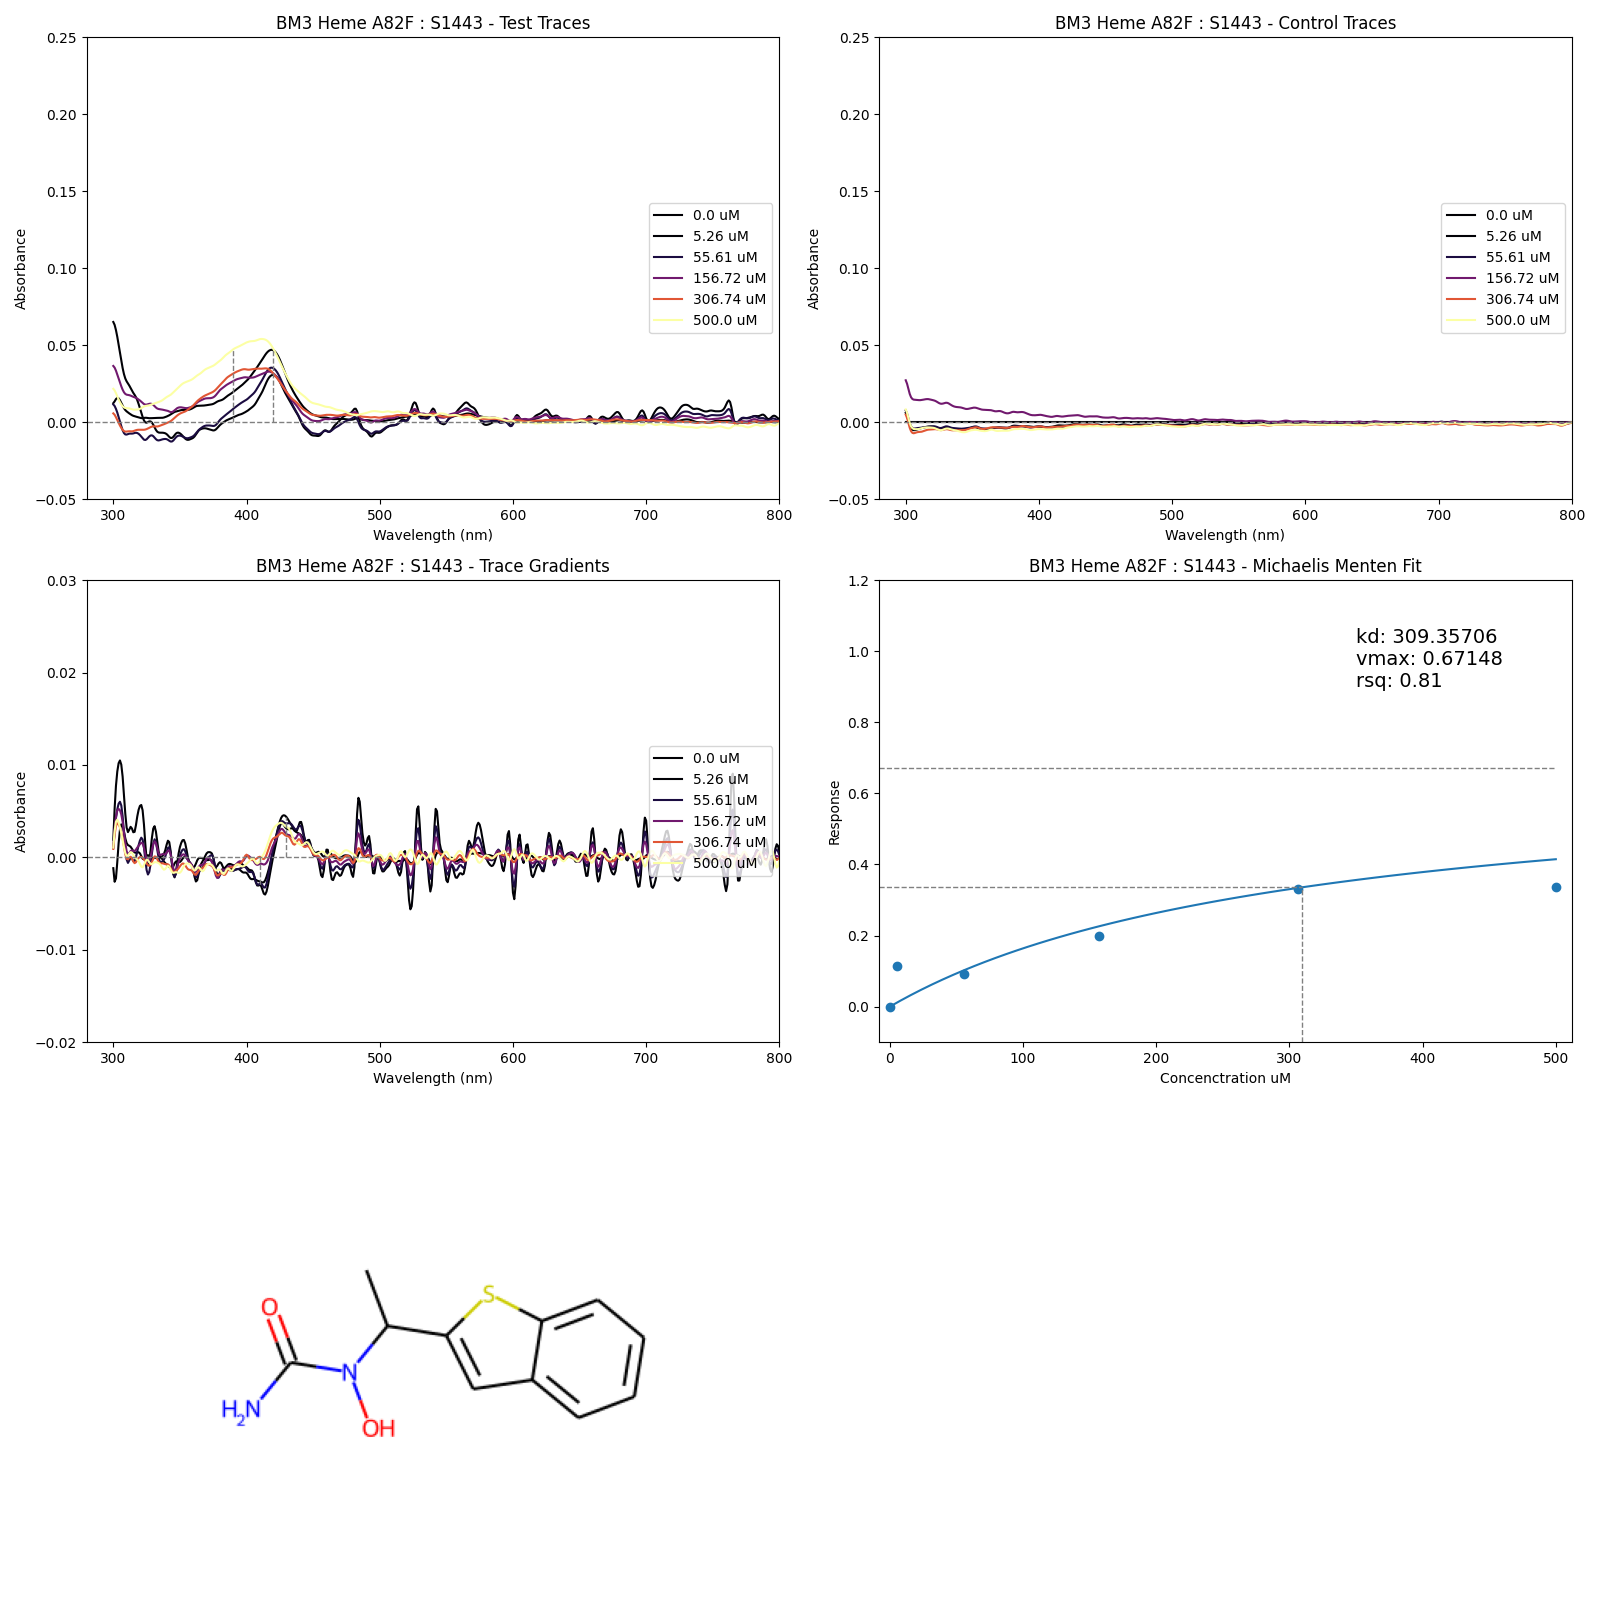 BM3 Heme A82F : S1443 - Test Traces
0.25
0.20
0.15
0.10
0.05
0.00
−0.05
Absorbance
300
400
500
600
700
800
Wavelength (nm)
0.0 uM
5.26 uM
55.61 uM
156.72 uM
306.74 uM
500.0 uM
BM3 Heme A82F : S1443 - Control Traces
0.25
0.20
0.15
0.10
0.05
0.00
−0.05
Absorbance
300
400
500
600
700
800
Wavelength (nm)
0.0 uM
5.26 uM
55.61 uM
156.72 uM
306.74 uM
500.0 uM
BM3 Heme A82F : S1443 - Trace Gradients
0.03
0.02
0.01
0.00
−0.01
−0.02
Absorbance
300
400
500
600
700
800
Wavelength (nm)
0.0 uM
5.26 uM
55.61 uM
156.72 uM
306.74 uM
500.0 uM
BM3 Heme A82F : S1443 - Michaelis Menten Fit
1.2
1.0
0.8
0.6
0.4
0.2
0.0
Response
0
100
200
300
400
500
Concenctration uM
kd: 309.35706
vmax: 0.67148
rsq: 0.81
S
O
N
H2N
OH